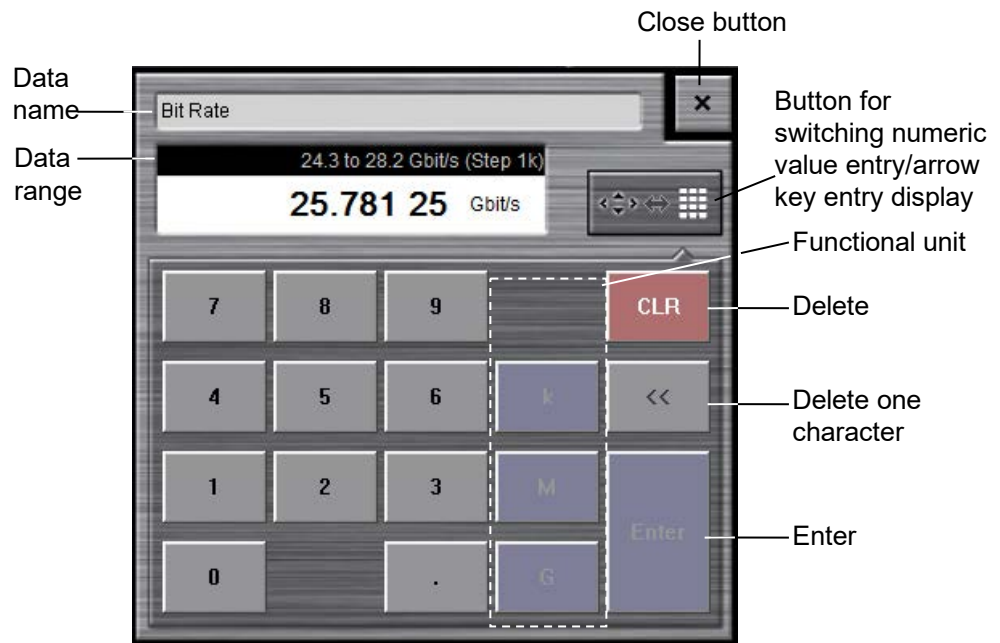 Close button
Data
name
Bit Rate
×
Button for
switching numeric
value entry/arrow
key entry display
Data
range
24.3 to 28.2 Gbit/s (Step 1k)
25.781 25 Gbit/s
Functional unit
7 8 9 CLR
Delete
4 5 6 k <<
Delete one
character
1 2 3 M
Enter
Enter
0 . G